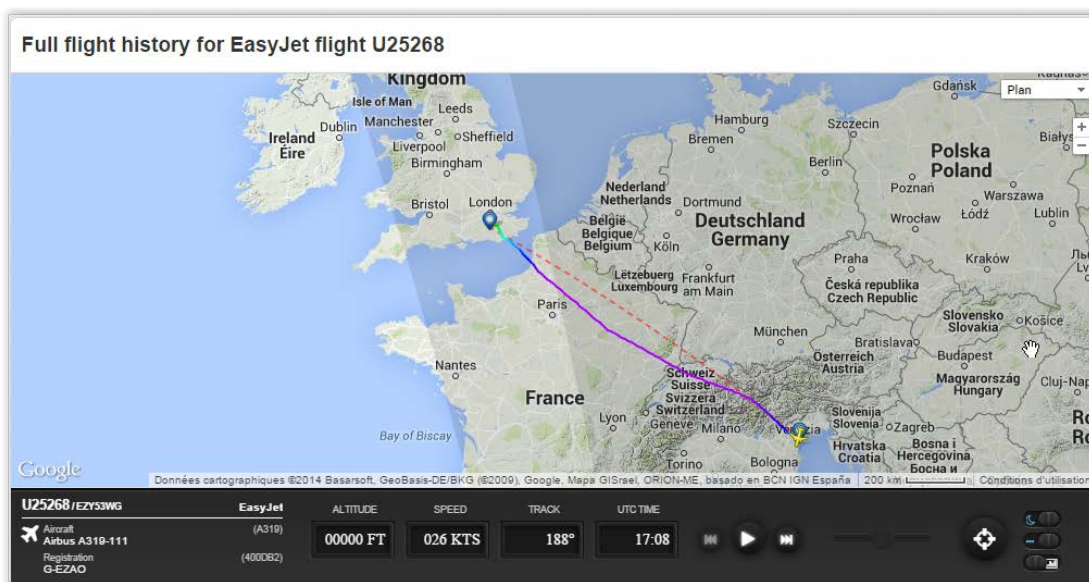 Full flight history for EasyJet flight U25268
Kingdom
Isle of Man
Leeds
Gdańsk
Plan
Dublin
Manchester
Hamburg
Szczecin
Ireland
Éire
Liverpool
Sheffield
Bremen
Białys
Birmingham
Berlin
Polska
Poland
Nederland
Netherlands
Poznań
Warszawa
Bristol
London
Dortmund
België
Belgique
Belgium
Deutschland
Germany
Wrocław
Łódź
Lublin
Köln
Praha
Kraków
Lëtzebuerg
Luxembourg
Frankfurt
am Main
Česká republika
Czech Republic
Paris
Slovensko
Slovakia
Košice
München
Bratislava
Österreich
Austria
Budapest
Nantes
Schweiz
Suisse
Svizzera
Switzerland
Magyarország
Hungary
Cluj-Nap
France
Lyon
Genève
Milano
Slovenija
Slovenia
Zagreb
Bay of Biscay
Hrvatska
Croatia
Torino
Bologna
Bosna i
Hercegovina
Босна и
Google
Données cartographiques ©2014 Basarsoft, GeoBasis-DE/BKG (©2009), Google, Mapa GISrael, ORION-ME, basado en BCN IGN España
200 km
Conditions d'utilisation
U25268/EZY53WG
EasyJet
ALTITUDE
SPEED
TRACK
UTC TIME
Aircraft
(A319)
Airbus A319-111
00000 FT
026 KTS
188°
17:08
Registration
(400DB2)
G-EZAO